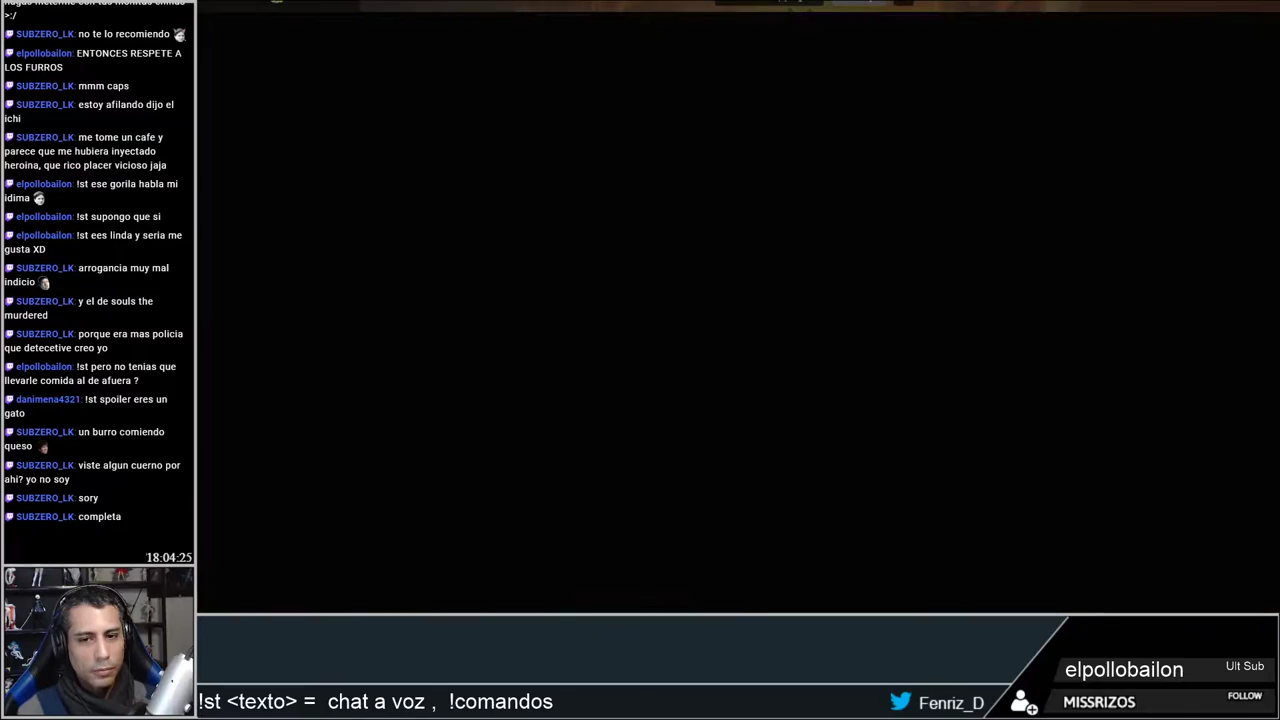 >:/
SUBZERO_LK: no te lo recomiendo
elpollobailon: ENTONCES RESPETE A
LOS FURROS
SUBZERO_LK: mmm caps
SUBZERO_LK: estoy afilando dijo el
ichi
SUBZERO_LK: me tome un cafe y
parece que me hubiera inyectado
heroina, que rico placer vicioso jaja
elpollobailon: !st ese gorila habla mi
idima
elpollobailon: !st supongo que si
elpollobailon: !st ees linda y seria me
gusta XD
SUBZERO_LK: arrogancia muy mal
indicio
SUBZERO_LK: y el de souls the
murdered
SUBZERO_LK: porque era mas policia
que detecetive creo yo
elpollobailon: !st pero no tenias que
llevarle comida al de afuera ?
danimena4321: !st spoiler eres un
gato
SUBZERO_LK: un burro comiendo
queso
SUBZERO_LK: viste algun cuerno por
ahi? yo no soy
SUBZERO_LK: sory
SUBZERO_LK: completa
18:04:25
elpollobailon Ult Sub
!st <texto> = chat a voz , !comandos
Fenriz_D
MISSRIZOS FOLLOW